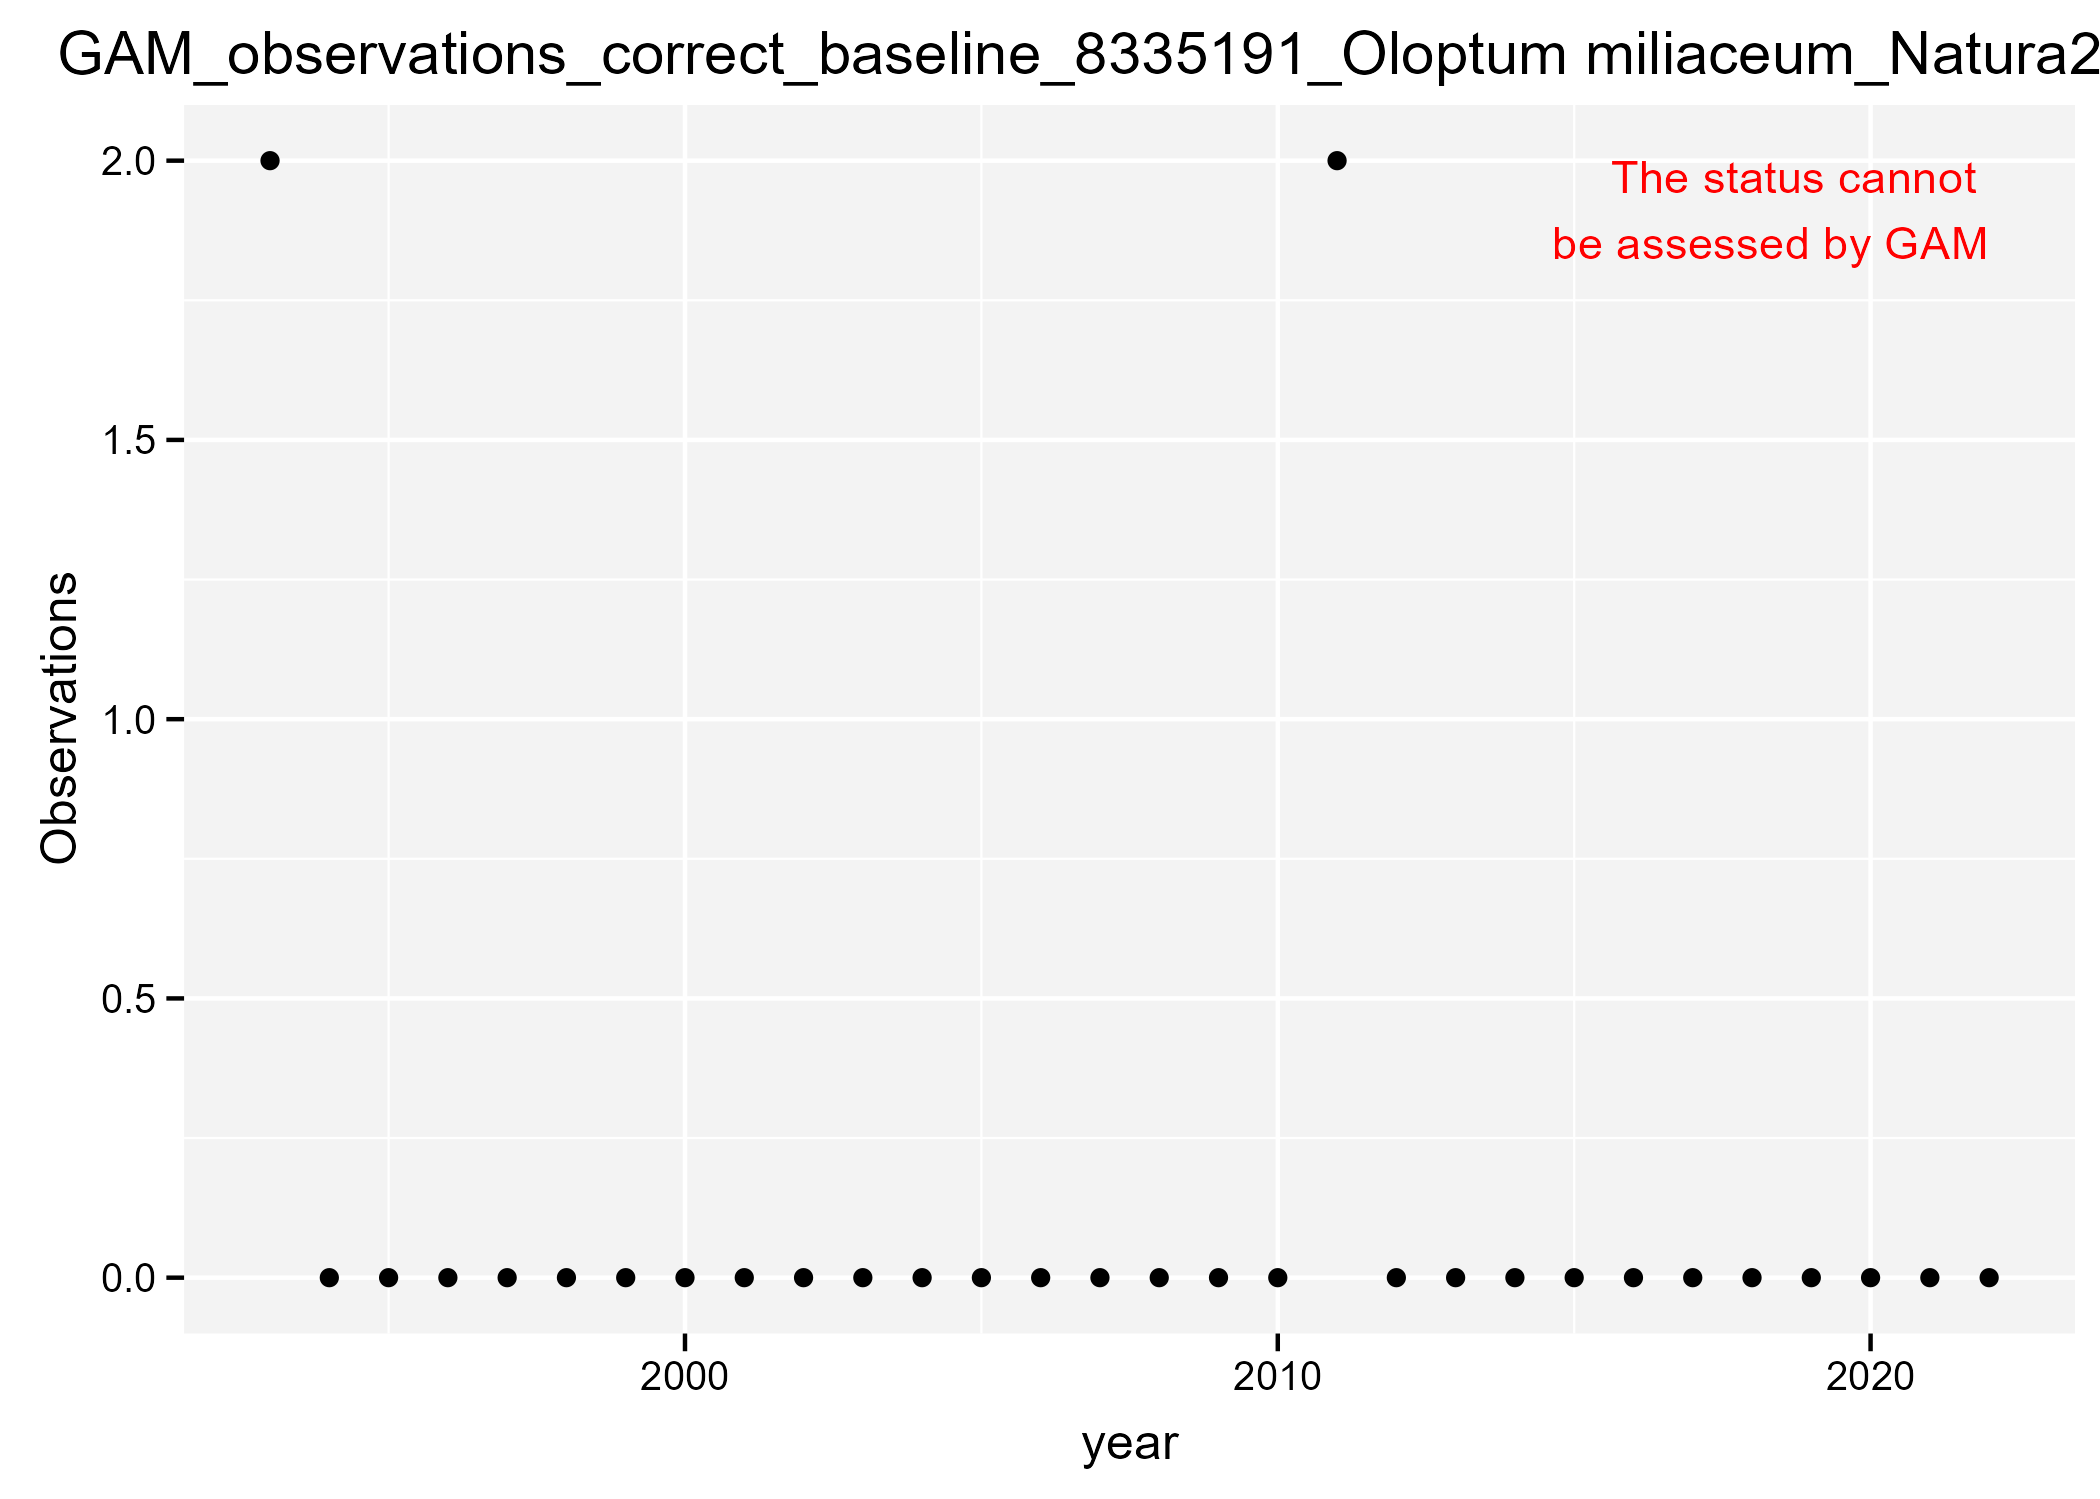 GAM_observations_correct_baseline_8335191_Oloptum miliaceum_Natura2
2.0
The status cannot
be assessed by GAM
1.5
1.0
0.5
0.0
Observations
2000
2010
2020
year